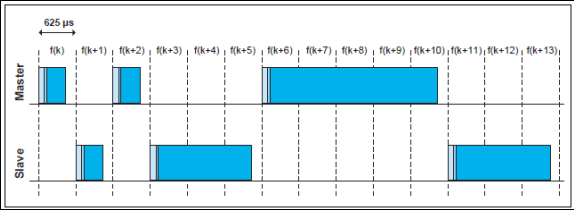 625 µs
f(k) f(k+1) f(k+2) f(k+3) f(k+4) f(k+5) f(k+6) f(k+7) f(k+8) f(k+9) f(k+10) f(k+11) f(k+12) f(k+13)
Master
Slave